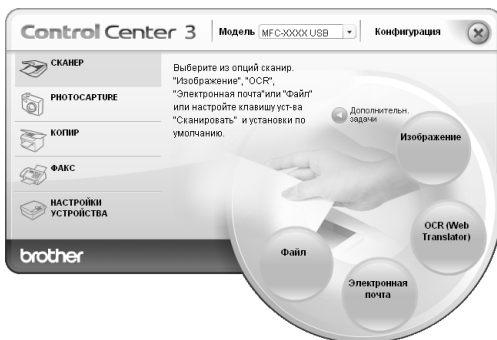 Control Center 3
Модель MFC-XXXX USB
Конфигурация
СКАНЕР
PHOTOCAPTURE
КОПИР
ФАКС
НАСТРОЙКИ
УСТРОЙСТВА
Выберите из опций сканир.
"Изображение", "OCR",
"Электронная почта"или "Файл"
или настройте клавишу уст-ва
"Сканировать" и установки по
умолчанию.
Дополнительн.
задачи
Изображение
OCR (Web
Translator)
Электронная
почта
Файл
brother